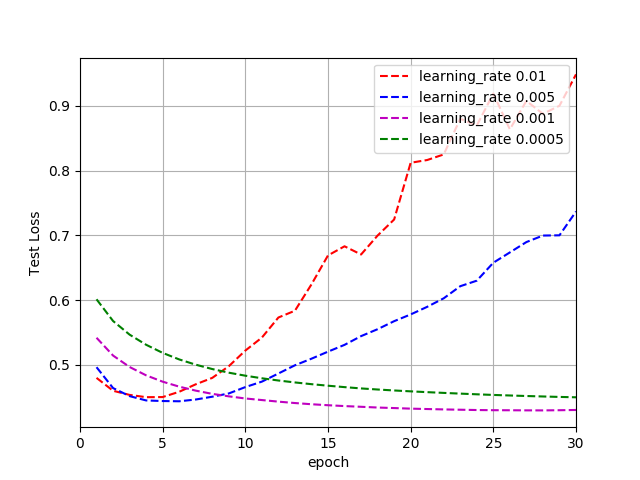 learning_rate 0.01
learning_rate 0.005
learning_rate 0.001
learning_rate 0.0005
Test Loss
0.9
0.8
0.7
0.6
0.5
0 5 10 15 20 25 30
epoch